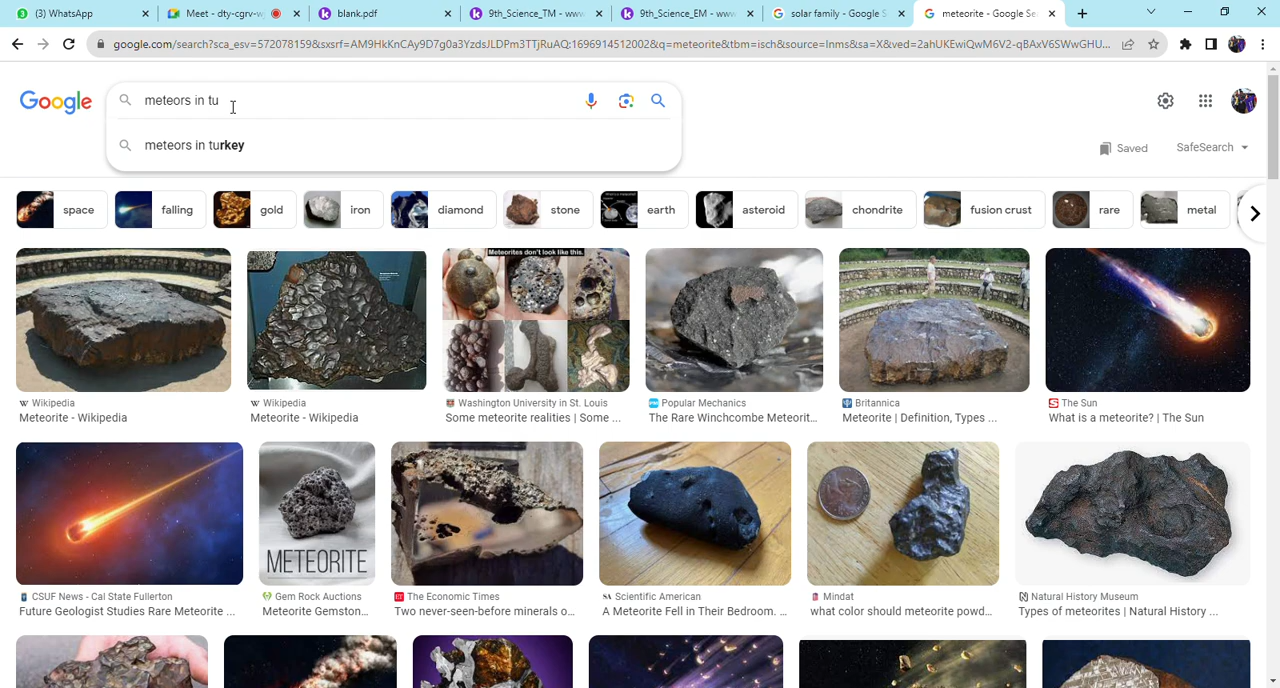 (3) WhatsApp
Meet - dty-cgrv-w
blank.pdf
9th_Science_TM - www
9th_Science_EM - www
solar family - Google S
meteorite - Google Sea
google.com/search?sca_esv=572078159&sxsrf=AM9HkKnCAy9D7g0a3YzdsJLDPm3TTjRuAQ:1696914512002&q=meteorite&tbm=isch&source=lnms&sa=X&ved=2ahUKEwiQwM6V2-qBAxV6SWwGHU...
Google
meteors in tu
meteors in turkey
Saved
SafeSearch
space
falling
gold
iron
diamond
stone
earth
asteroid
chondrite
fusion crust
rare
metal
Meteorites don't look like this.
Wikipedia
Meteorite - Wikipedia
Wikipedia
Meteorite - Wikipedia
Washington University in St. Louis
Some meteorite realities | Some ...
Popular Mechanics
The Rare Winchcombe Meteorit...
Britannica
Meteorite | Definition, Types ...
The Sun
What is a meteorite? | The Sun
METEORITE
CSUF News - Cal State Fullerton
Future Geologist Studies Rare Meteorite ...
Gem Rock Auctions
Meteorite Gemston...
The Economic Times
Two never-seen-before minerals o...
Scientific American
A Meteorite Fell in Their Bedroom. ...
Mindat
what color should meteorite powd...
Natural History Museum
Types of meteorites | Natural History ...